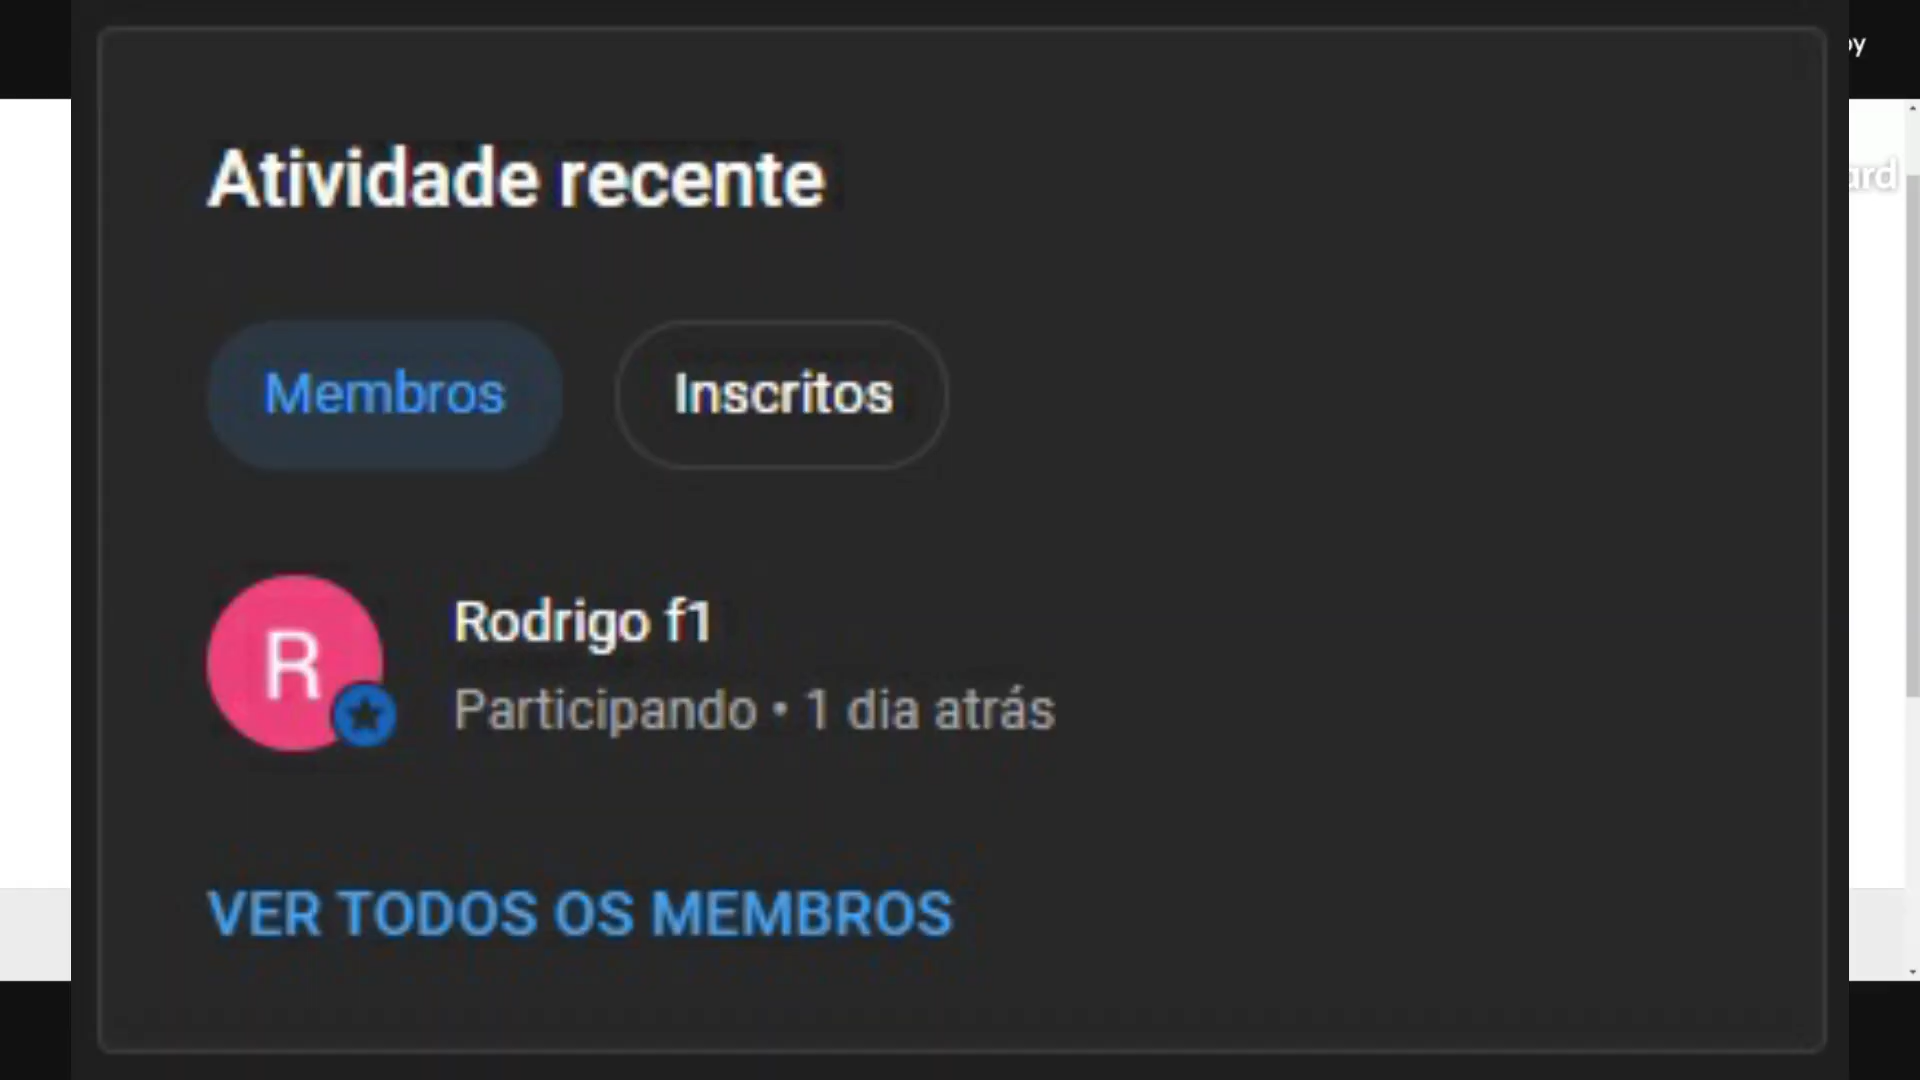 Atividade recente
Membros
Inscritos
R
Rodrigo f1
Participando • 1 dia atrás
VER TODOS OS MEMBROS